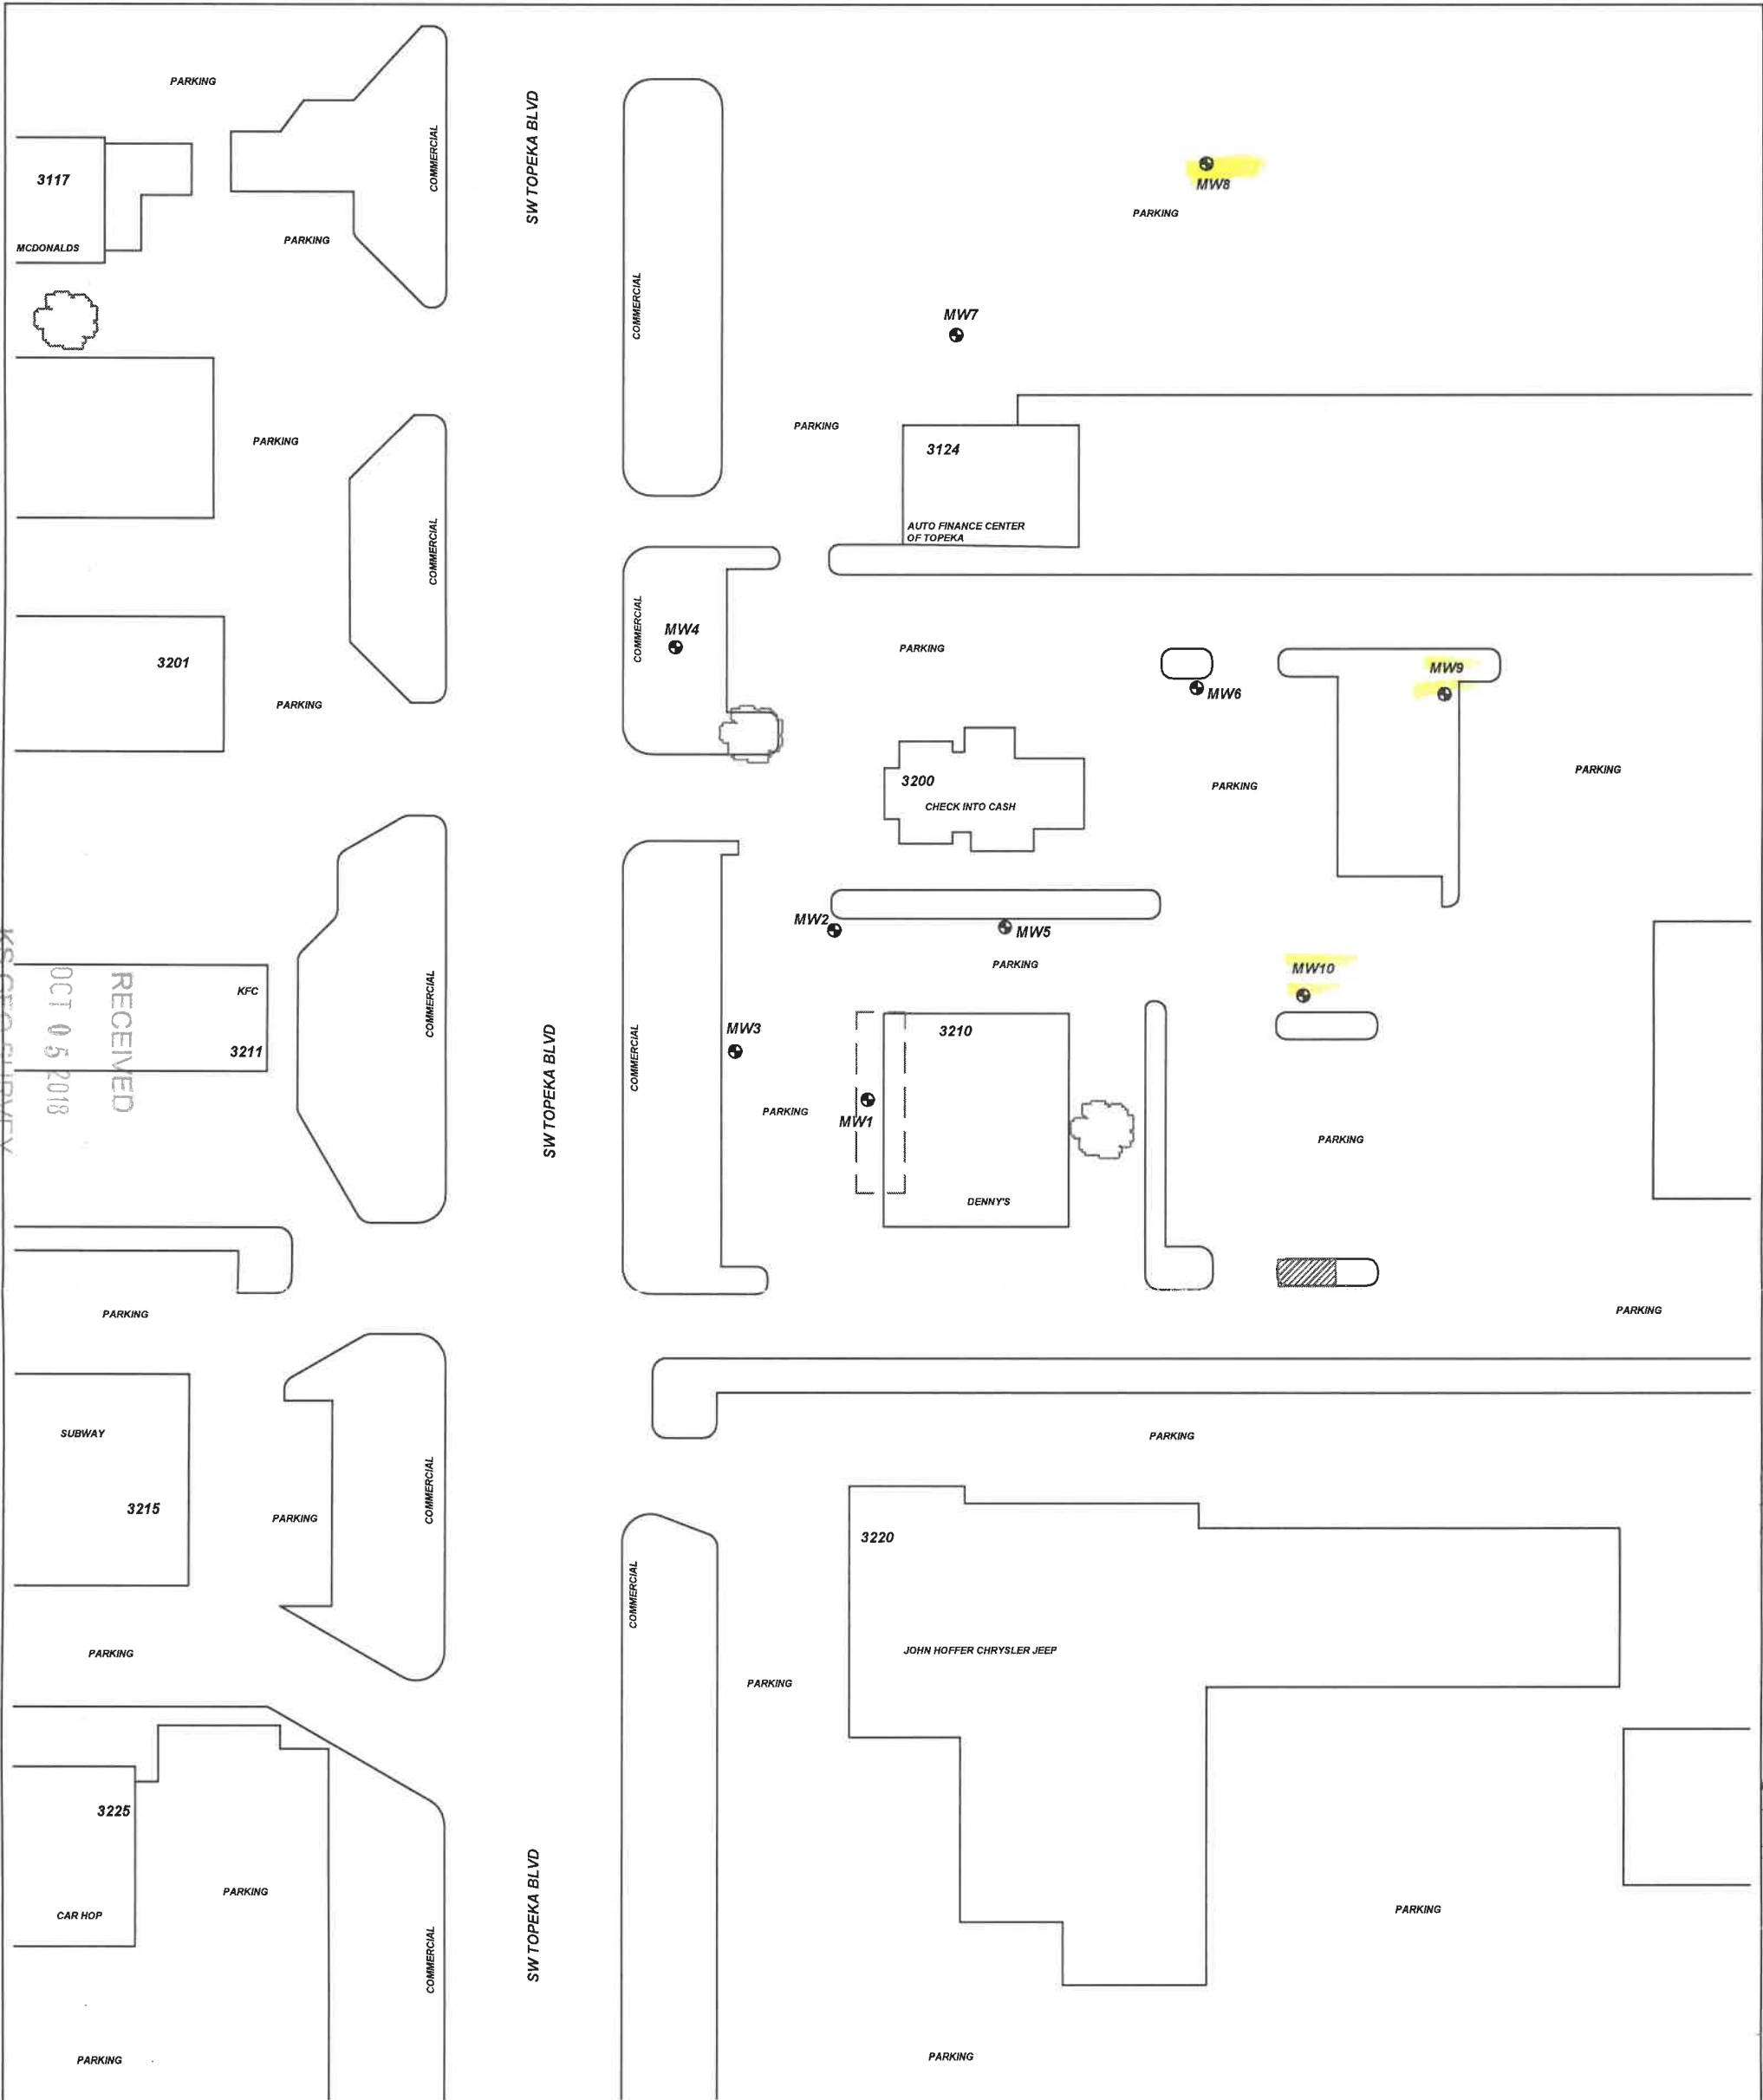 PARKING
COMMERCIAL
SW TOPEKA BLVD
3117
MCDONALDS
PARKING
COMMERCIAL
MW8
PARKING
MW7
PARKING
PARKING
3124
AUTO FINANCE CENTER
OF TOPEKA
COMMERCIAL
COMMERCIAL
MW4
PARKING
3201
PARKING
MW6
MW9
PARKING
PARKING
3200
CHECK INTO CASH
MW2
MW5
PARKING
MW10
KFC
3211
COMMERCIAL
RECEIVED
OCT 05 2018
KS GEO SURVEY
SW TOPEKA BLVD
COMMERCIAL
MW3
3210
MW1
PARKING
DENNY'S
PARKING
PARKING
PARKING
SUBWAY
3215
PARKING
COMMERCIAL
PARKING
3220
COMMERCIAL
JOHN HOFFER CHRYSLER JEEP
PARKING
PARKING
3225
CAR HOP
PARKING
COMMERCIAL
SW TOPEKA BLVD
PARKING
PARKING
PARKING